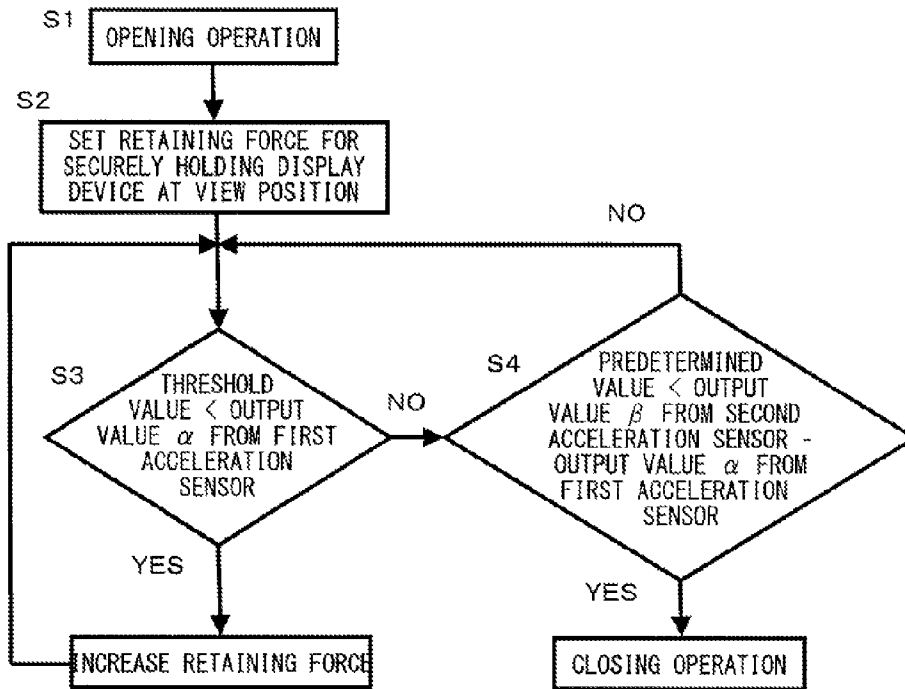 S1
OPENING OPERATION
S2
SET RETAINING FORCE FOR
SECURELY HOLDING DISPLAY
DEVICE AT VIEW POSITION
NO
S3
THRESHOLD
VALUE < OUTPUT
VALUE α FROM FIRST
ACCELERATION
SENSOR
NO
S4
PREDETERMINED
VALUE < OUTPUT
VALUE β FROM SECOND
ACCELERATION SENSOR -
OUTPUT VALUE α FROM
FIRST ACCELERATION
SENSOR
YES
INCREASE RETAINING FORCE
YES
CLOSING OPERATION